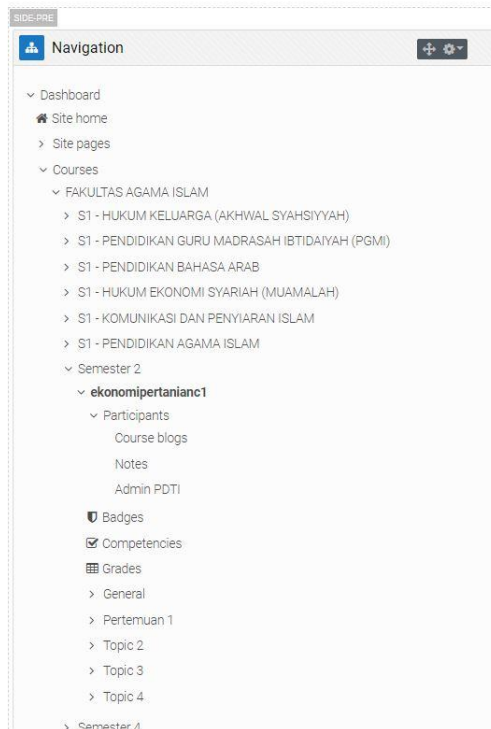 SIDE-PRE
Navigation
Dashboard
Site home
Site pages
Courses
FAKULTAS AGAMA ISLAM
S1 - HUKUM KELUARGA (AKHWAL SYAHSIYYAH)
S1 - PENDIDIKAN GURU MADRASAH IBTIDAIYAH (PGMI)
S1 - PENDIDIKAN BAHASA ARAB
S1 - HUKUM EKONOMI SYARIAH (MUAMALAH)
S1 - KOMUNIKASI DAN PENYIARAN ISLAM
S1 - PENDIDIKAN AGAMA ISLAM
Semester 2
ekonomipertanianc1
Participants
Course blogs
Notes
Admin PDTI
Badges
Competencies
Grades
General
Pertemuan 1
Topic 2
Topic 3
Topic 4
Semester 4